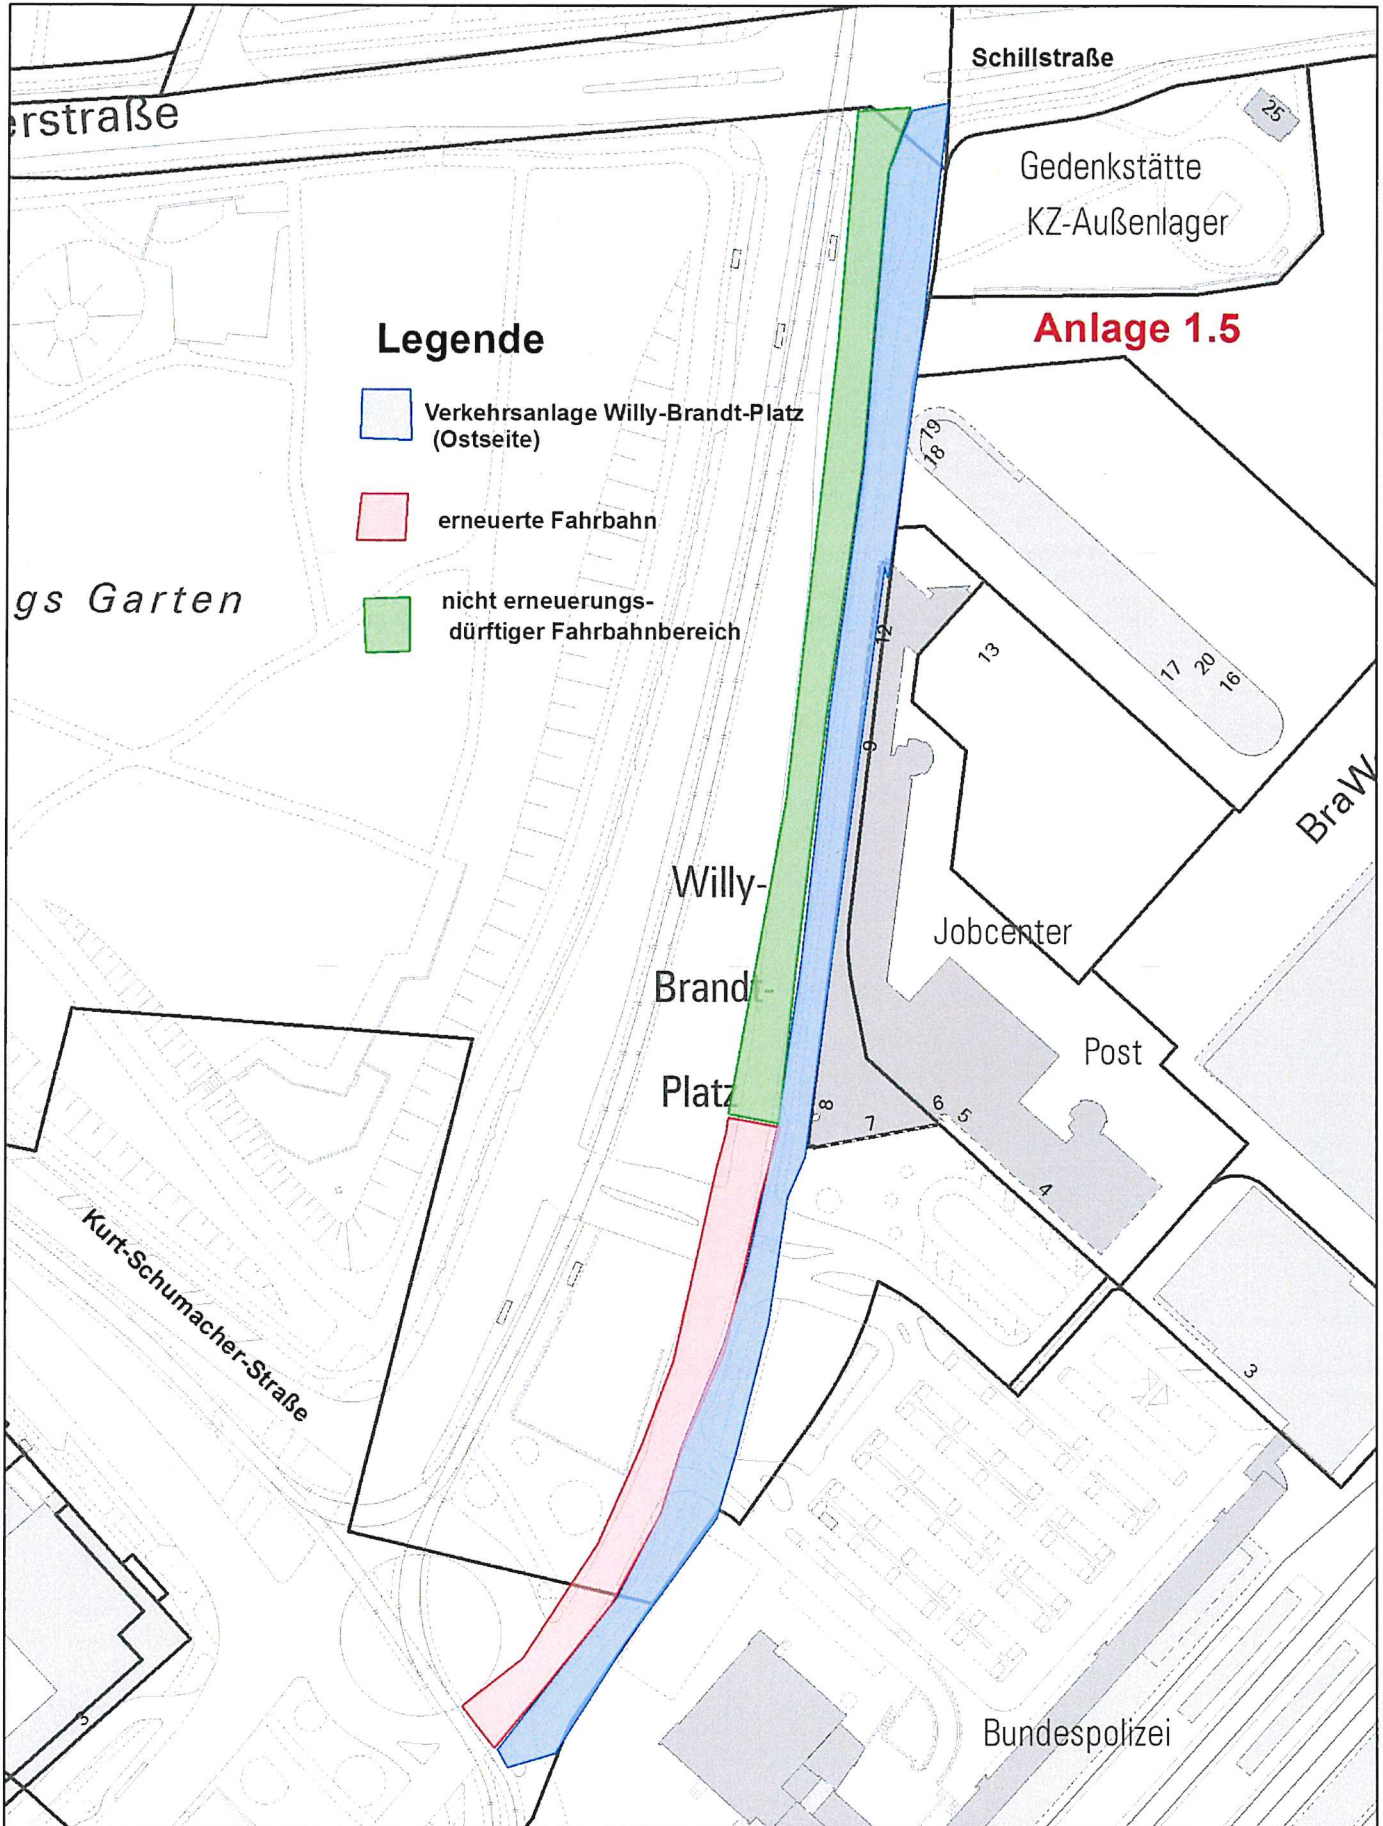 Schillstraße
erstraße
25
Gedenkstätte
KZ-Außenlager
Anlage 1.5
Legende
Verkehrsanlage Willy-Brandt-Platz
(Ostseite)
19
18
erneuerte Fahrbahn
gs Garten
nicht erneuerungs-
dürftiger Fahrbahnbereich
12
13
17
20
16
9
BraW
Willy-
Jobcenter
Brandt-
Post
Platz
8
7
6
5
4
Kurt-Schumacher-Straße
3
3
Bundespolizei